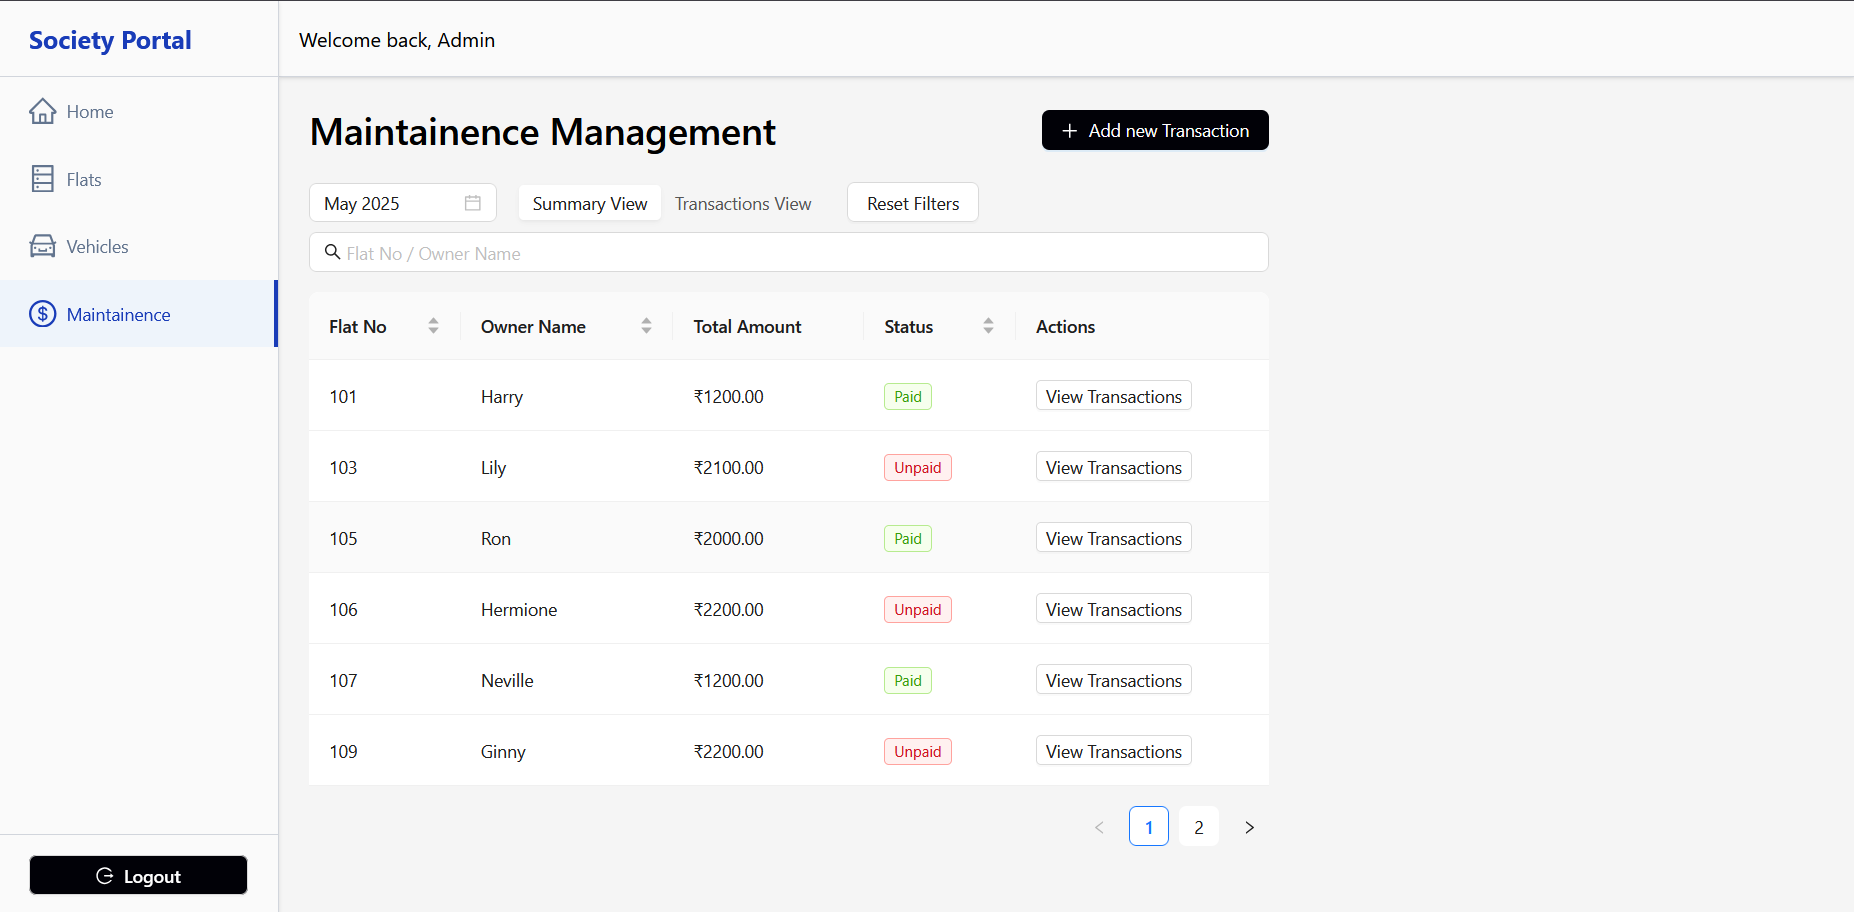 Society Portal
Welcome back, Admin
Home
Flats
Vehicles
Maintainence
Logout
Maintainence Management
+ Add new Transaction
May 2025
Summary View
Transactions View
Reset Filters
Flat No / Owner Name
Flat No Owner Name Total Amount Status Actions
101 Harry ₹1200.00 Paid View Transactions
103 Lily ₹2100.00 Unpaid View Transactions
105 Ron ₹2000.00 Paid View Transactions
106 Hermione ₹2200.00 Unpaid View Transactions
107 Neville ₹1200.00 Paid View Transactions
109 Ginny ₹2200.00 Unpaid View Transactions
< 1 2 >